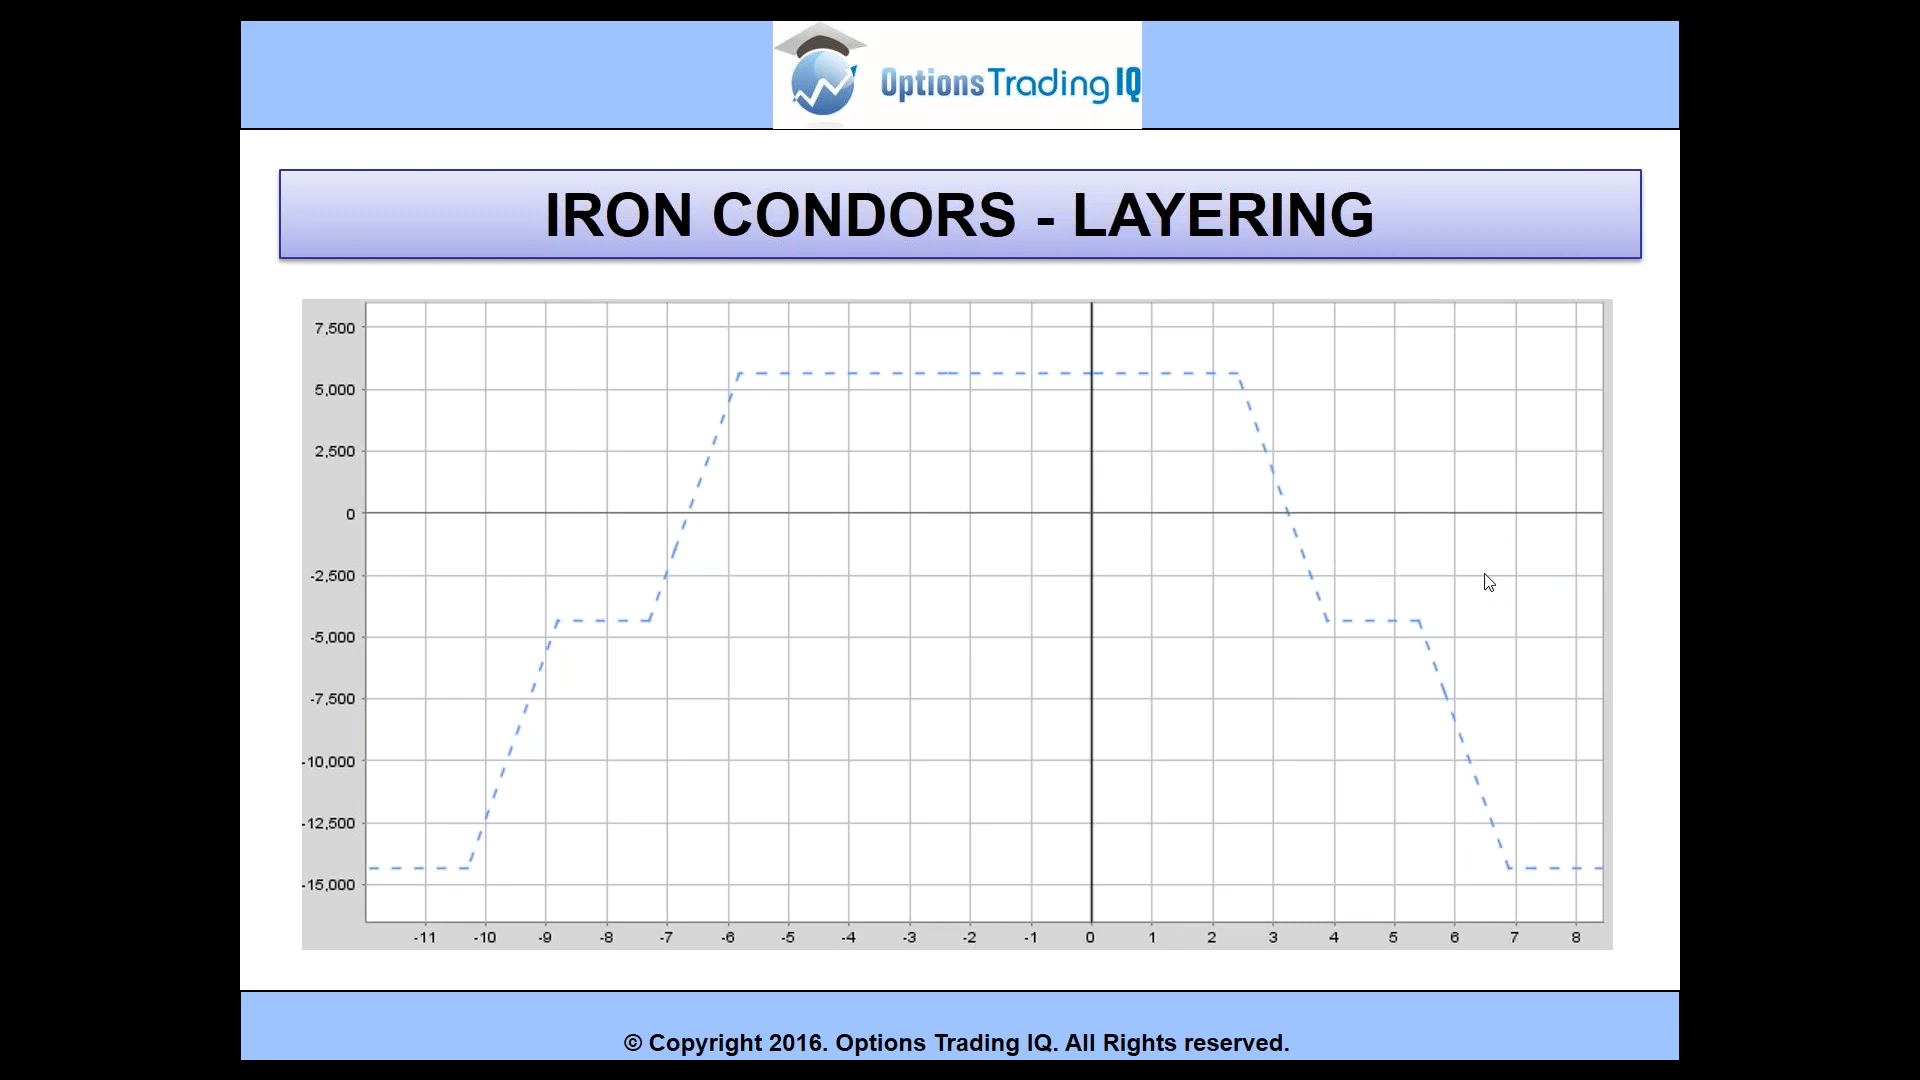 Options Trading IQ
IRON CONDORS - LAYERING
7,500
5,000
2,500
0
-2,500
-5,000
-7,500
-10,000
-12,500
-15,000
-11 -10 -9 -8 -7 -6 -5 -4 -3 -2 -1 0 1 2 3 4 5 6 7 8
© Copyright 2016. Options Trading IQ. All Rights reserved.